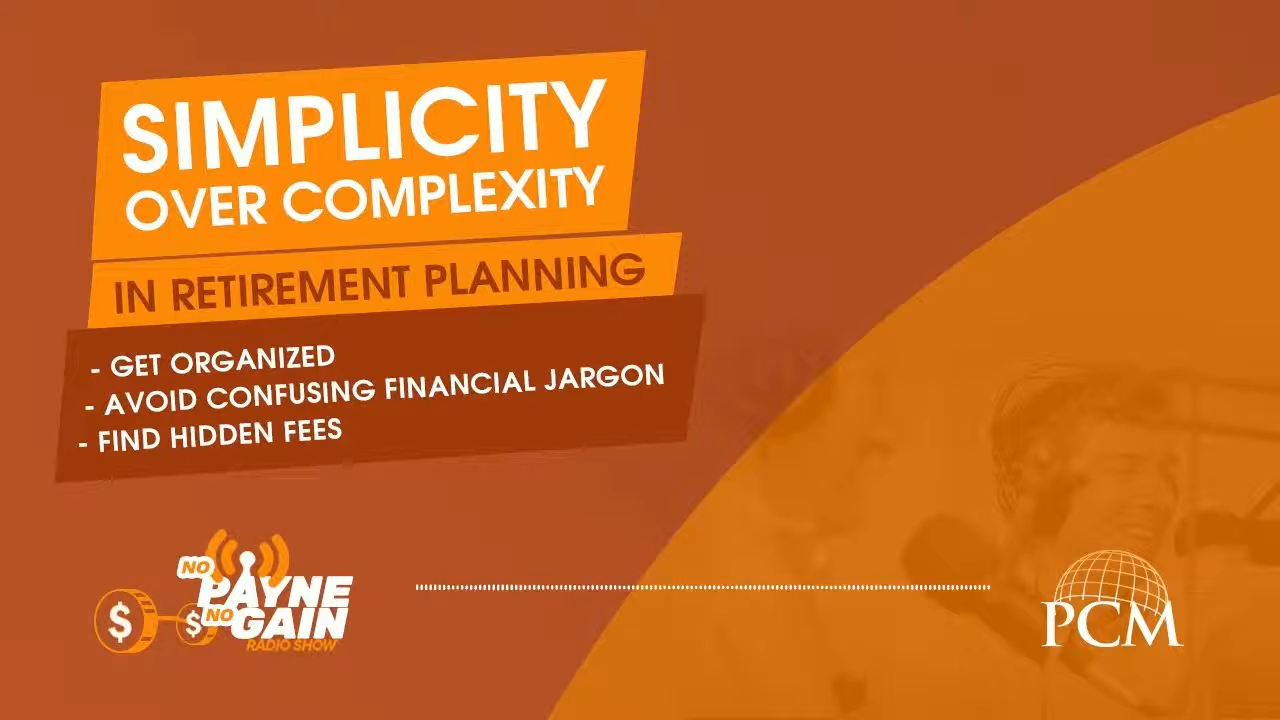 SIMPLICITY
OVER COMPLEXITY
IN RETIREMENT PLANNING
- GET ORGANIZED
- AVOID CONFUSING FINANCIAL JARGON
- FIND HIDDEN FEES
NO
PAYNE
NO
GAIN
RADIO SHOW
$
$
PCM